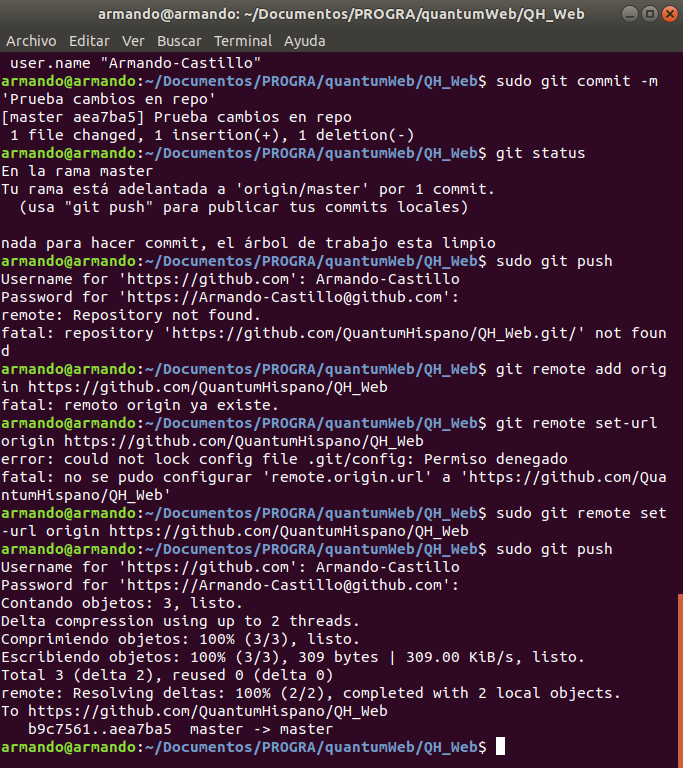 armando@armando: ~/Documentos/PROGRA/quantumWeb/QH_Web
Archivo Editar Ver Buscar Terminal Ayuda
user.name "Armando-Castillo"
armando@armando:~/Documentos/PROGRA/quantumWeb/QH_Web$ sudo git commit -m
'Prueba cambios en repo'
[master aea7ba5] Prueba cambios en repo
1 file changed, 1 insertion(+), 1 deletion(-)
armando@armando:~/Documentos/PROGRA/quantumWeb/QH_Web$ git status
En la rama master
Tu rama está adelantada a 'origin/master' por 1 commit.
(usa "git push" para publicar tus commits locales)
nada para hacer commit, el árbol de trabajo esta limpio
armando@armando:~/Documentos/PROGRA/quantumWeb/QH_Web$ sudo git push
Username for 'https://github.com': Armando-Castillo
Password for 'https://Armando-Castillo@github.com':
remote: Repository not found.
fatal: repository 'https://github.com/QuantumHispano/QH_Web.git/' not foun
d
armando@armando:~/Documentos/PROGRA/quantumWeb/QH_Web$ git remote add orig
in https://github.com/QuantumHispano/QH_Web
fatal: remoto origin ya existe.
armando@armando:~/Documentos/PROGRA/quantumWeb/QH_Web$ git remote set-url
origin https://github.com/QuantumHispano/QH_Web
error: could not lock config file .git/config: Permiso denegado
fatal: no se pudo configurar 'remote.origin.url' a 'https://github.com/Qua
ntumHispano/QH_Web'
armando@armando:~/Documentos/PROGRA/quantumWeb/QH_Web$ sudo git remote set
-url origin https://github.com/QuantumHispano/QH_Web
armando@armando:~/Documentos/PROGRA/quantumWeb/QH_Web$ sudo git push
Username for 'https://github.com': Armando-Castillo
Password for 'https://Armando-Castillo@github.com':
Contando objetos: 3, listo.
Delta compression using up to 2 threads.
Comprimiendo objetos: 100% (3/3), listo.
Escribiendo objetos: 100% (3/3), 309 bytes | 309.00 KiB/s, listo.
Total 3 (delta 2), reused 0 (delta 0)
remote: Resolving deltas: 100% (2/2), completed with 2 local objects.
To https://github.com/QuantumHispano/QH_Web
b9c7561..aea7ba5 master -> master
armando@armando:~/Documentos/PROGRA/quantumWeb/QH_Web$